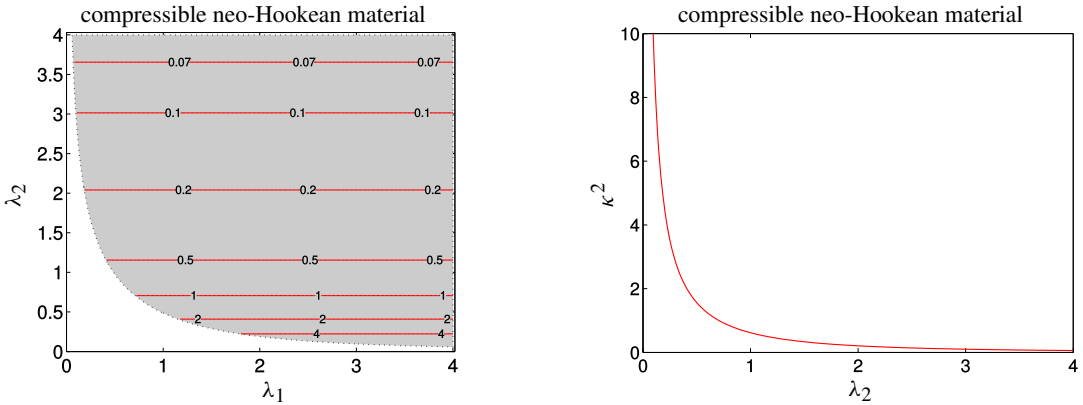 compressible neo-Hookean material
4
3.5
3
2.5
2
1.5
1
0.5
0
λ2
0.07 0.07 0.07
0.1 0.1 0.1
0.2 0.2 0.2
0.5 0.5 0.5
1 1 1
2 2 2
4 4
0 1 2 3 4
λ1
compressible neo-Hookean material
10
8
6
4
2
0
κ²
0 1 2 3 4
λ2